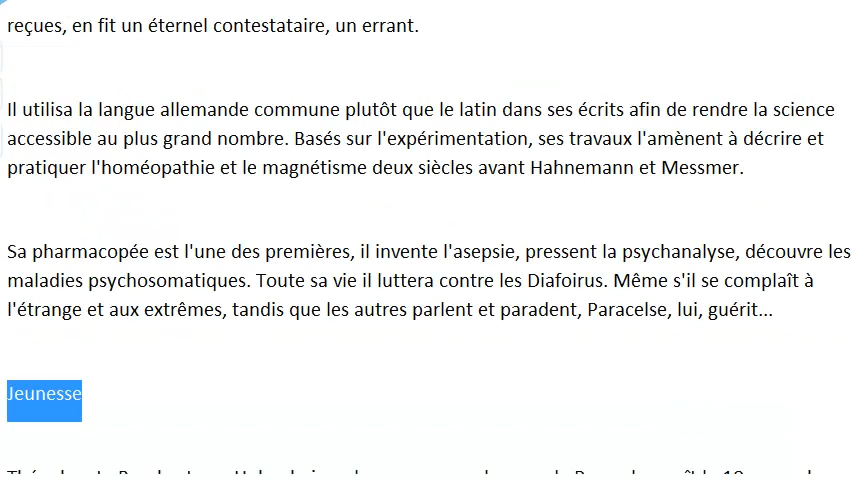 reçues, en fit un éternel contestataire, un errant.
Il utilisa la langue allemande commune plutôt que le latin dans ses écrits afin de rendre la science
accessible au plus grand nombre. Basés sur l'expérimentation, ses travaux l'amènent à décrire et
pratiquer l'homéopathie et le magnétisme deux siècles avant Hahnemann et Messmer.
Sa pharmacopée est l'une des premières, il invente l'asepsie, pressent la psychanalyse, découvre les
maladies psychosomatiques. Toute sa vie il luttera contre les Diafoirus. Même s'il se complaît à
l'étrange et aux extrêmes, tandis que les autres parlent et paradent, Paracelse, lui, guérit...
Jeunesse